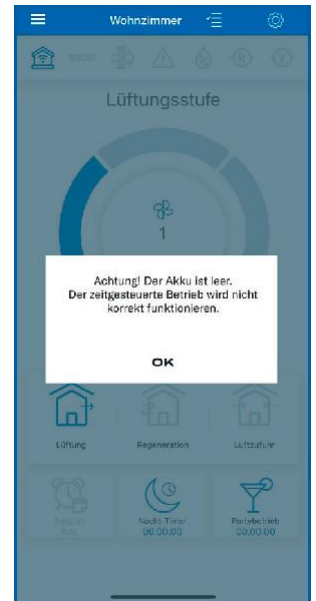 Wohnzimmer
BOOST
Lüftungsstufe
1
Achtung! Der Akku ist leer.
Der zeitgesteuerte Betrieb wird nicht
korrekt funktionieren.
OK
Lüftung
Regeneration
Luftzufuhr
Nacht-Timer
00:00:00
Partybetrieb
00:00:00